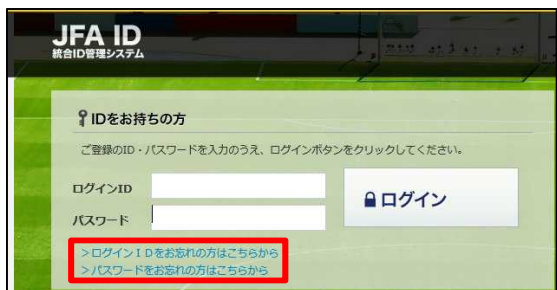 JFA ID
統合ID管理システム
IDをお持ちの方
ご登録のID・パスワードを入力のうえ、ログインボタンをクリックしてください。
ログインID
ログイン
パスワード
＞ログインＩＤをお忘れの方はこちらから
＞パスワードをお忘れの方はこちらから